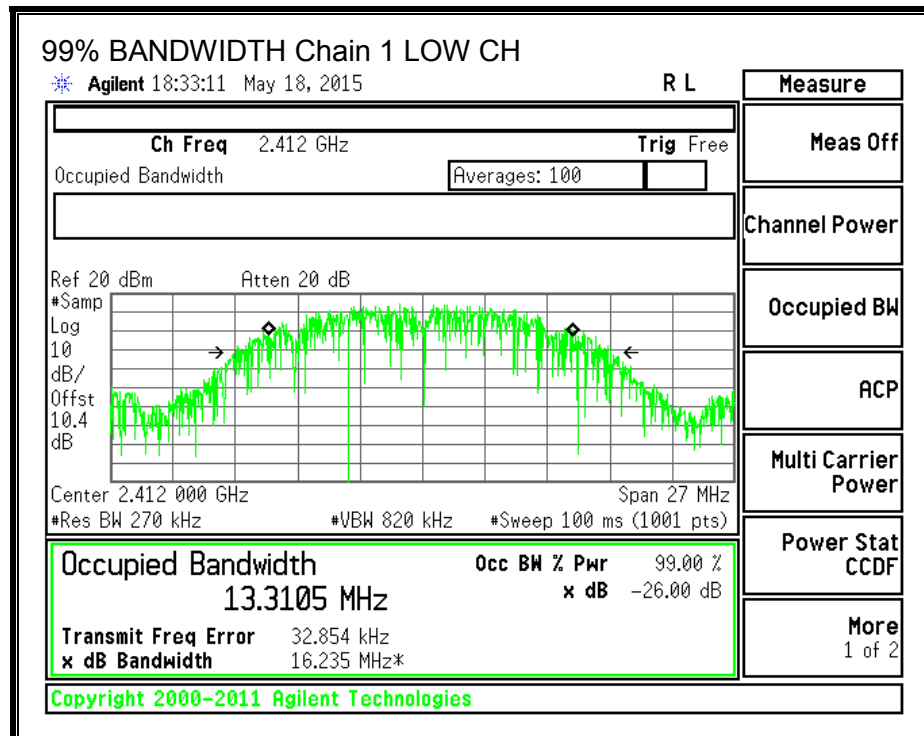 99% BANDWIDTH Chain 1 LOW CH
Agilent 18:33:11 May 18, 2015 R L
Measure
Ch Freq 2.412 GHz Trig Free
Meas Off
Occupied Bandwidth Averages: 100
Channel Power
Ref 20 dBm Atten 20 dB
#Samp
Log
10
dB/
Offst
10.4
dB
Occupied BW
ACP
Center 2.412 000 GHz Span 27 MHz
#Res BW 270 kHz #VBW 820 kHz #Sweep 100 ms (1001 pts)
Multi Carrier
Power
Occupied Bandwidth
13.3105 MHz
Occ BW % Pwr 99.00 %
x dB -26.00 dB
Transmit Freq Error 32.854 kHz
x dB Bandwidth 16.235 MHz*
Power Stat
CCDF
More
1 of 2
Copyright 2000-2011 Agilent Technologies